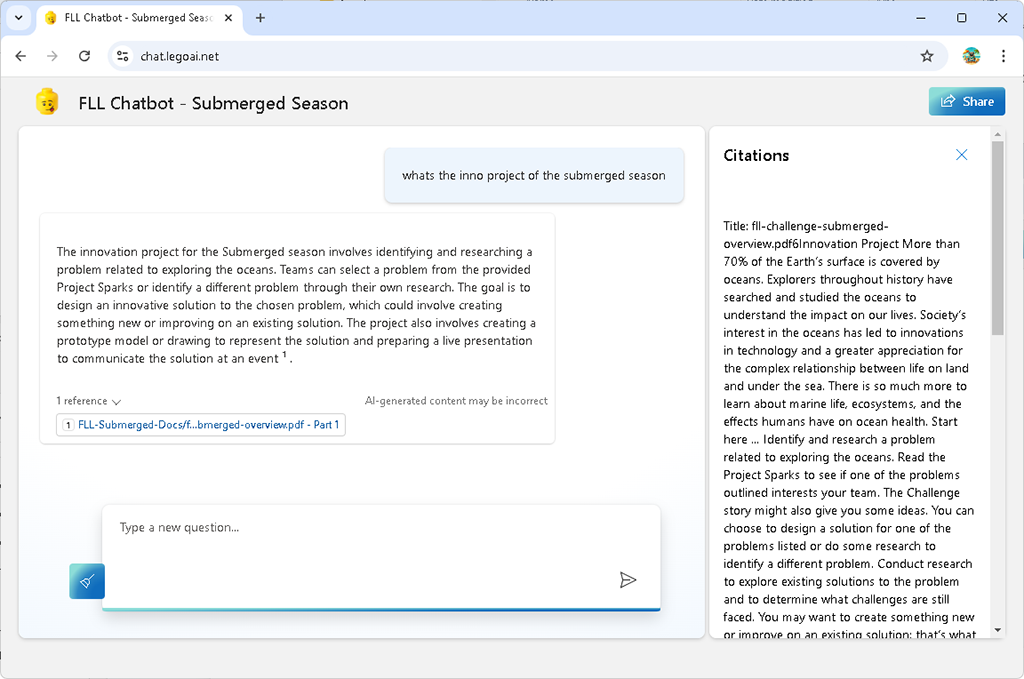 FLL Chatbot - Submerged Seas
chat.legoai.net
FLL Chatbot - Submerged Season
Share
whats the inno project of the submerged season
The innovation project for the Submerged season involves identifying and researching a
problem related to exploring the oceans. Teams can select a problem from the provided
Project Sparks or identify a different problem through their own research. The goal is to
design an innovative solution to the chosen problem, which could involve creating
something new or improving on an existing solution. The project also involves creating a
prototype model or drawing to represent the solution and preparing a live presentation
to communicate the solution at an event 1 .
1 reference
AI-generated content may be incorrect
1 FLL-Submerged-Docs/f...bmerged-overview.pdf - Part 1
Type a new question...
Citations
Title: fll-challenge-submerged-
overview.pdf6Innovation Project More than
70% of the Earth's surface is covered by
oceans. Explorers throughout history have
searched and studied the oceans to
understand the impact on our lives. Society's
interest in the oceans has led to innovations
in technology and a greater appreciation for
the complex relationship between life on land
and under the sea. There is so much more to
learn about marine life, ecosystems, and the
effects humans have on ocean health. Start
here ... Identify and research a problem
related to exploring the oceans. Read the
Project Sparks to see if one of the problems
outlined interests your team. The Challenge
story might also give you some ideas. You can
choose to design a solution for one of the
problems listed or do some research to
identify a different problem. Conduct research
to explore existing solutions to the problem
and to determine what challenges are still
faced. You may want to create something new
or improve on an existing solution: that's what